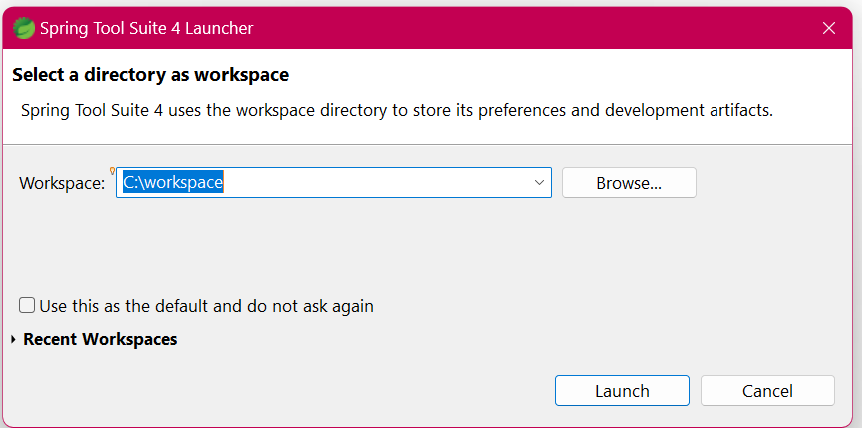 Spring Tool Suite 4 Launcher
Select a directory as workspace
Spring Tool Suite 4 uses the workspace directory to store its preferences and development artifacts.
Workspace: C:\workspace Browse...
Use this as the default and do not ask again
Recent Workspaces
Launch Cancel